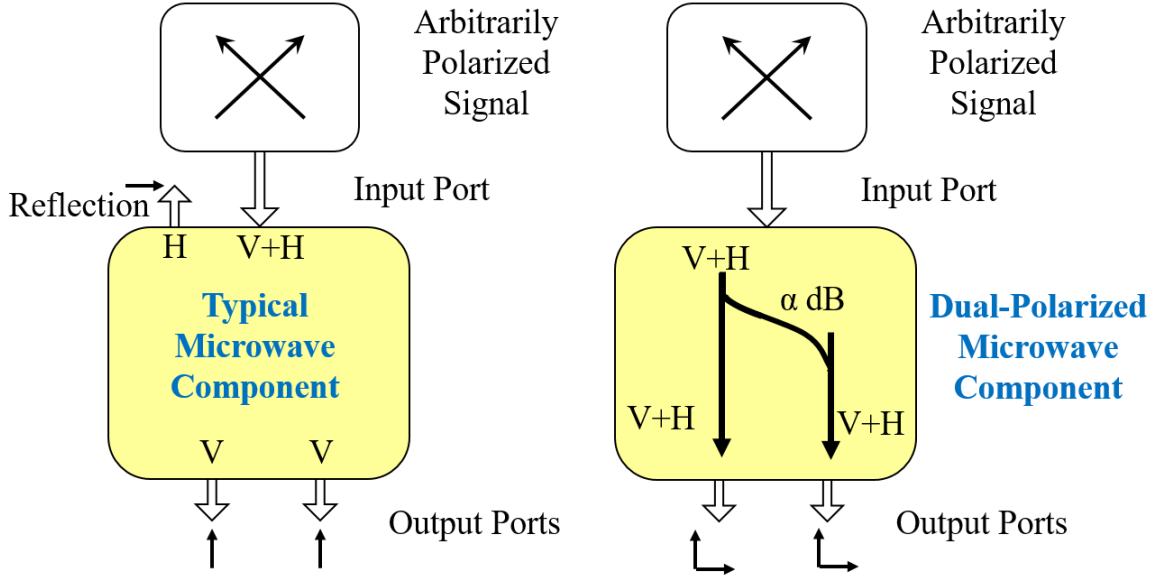 Arbitrarily
Polarized
Signal
Input Port
Reflection
H
V+H
Typical
Microwave
Component
V
V
Output Ports
Arbitrarily
Polarized
Signal
Input Port
V+H
α dB
Dual-Polarized
Microwave
Component
V+H
V+H
Output Ports